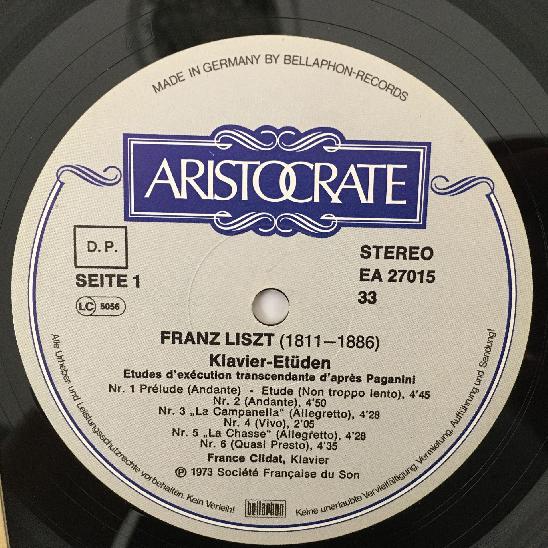 MADE IN GERMANY BY BELLAPHON-RECORDS
ARISTOCRATE
D. P.
SEITE 1
LC 5056
STEREO
EA 27015
33
FRANZ LISZT (1811—1886)
Klavier-Etüden
Etudes d'exécution transcendante d'après Paganini
Nr. 1 Prélude (Andante) - Etude (Non troppo lento), 4'45
Nr. 2 (Andante), 4'50
Nr. 3 „La Campanella" (Allegretto), 4'28
Nr. 4 (Vivo), 2'05
Nr. 5 „La Chasse" (Allegretto), 4'28
Nr. 6 (Quasi Presto), 4'35
France Clidat, Klavier
Ⓟ 1973 Société Française du Son
bellaphon
Alle Urheber und Leistungsschutzrechte vorbehalten. Kein Verleih! Keine unerlaubte Vervielfältigung, Vermietung, Aufführung und Sendung!